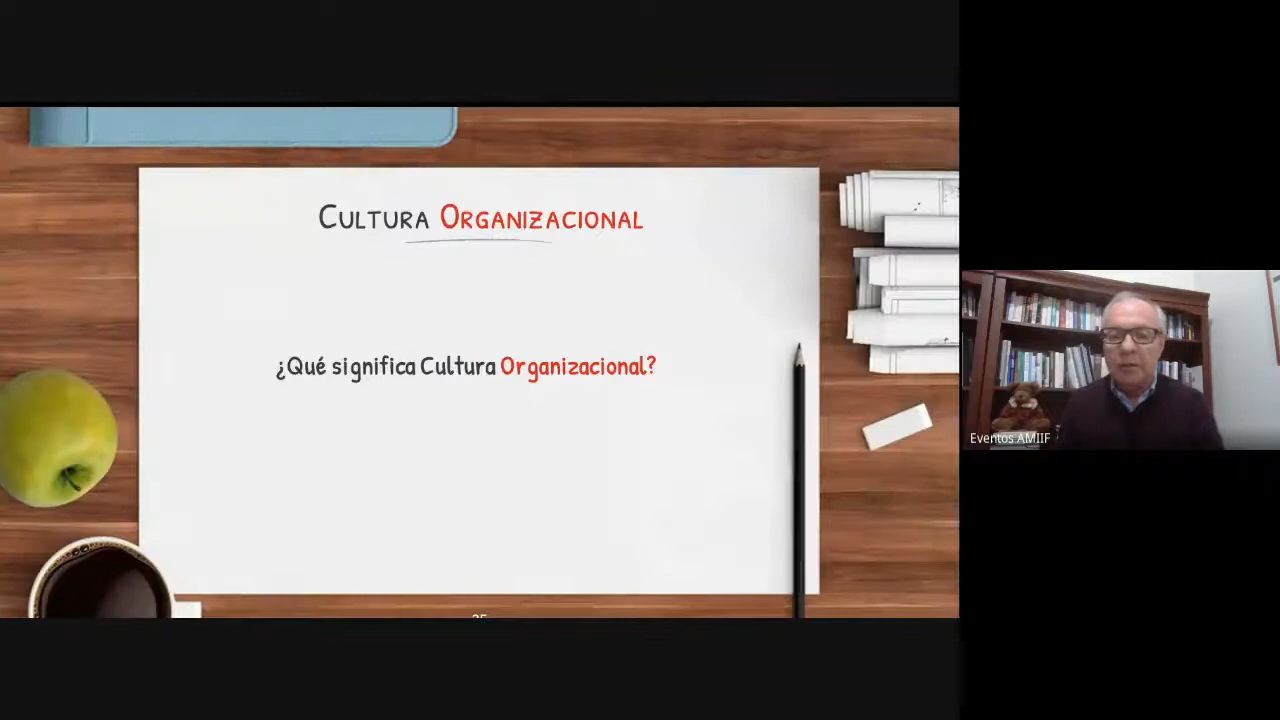 Cultura Organizacional
¿Qué significa Cultura Organizacional?
Eventos AMIIF